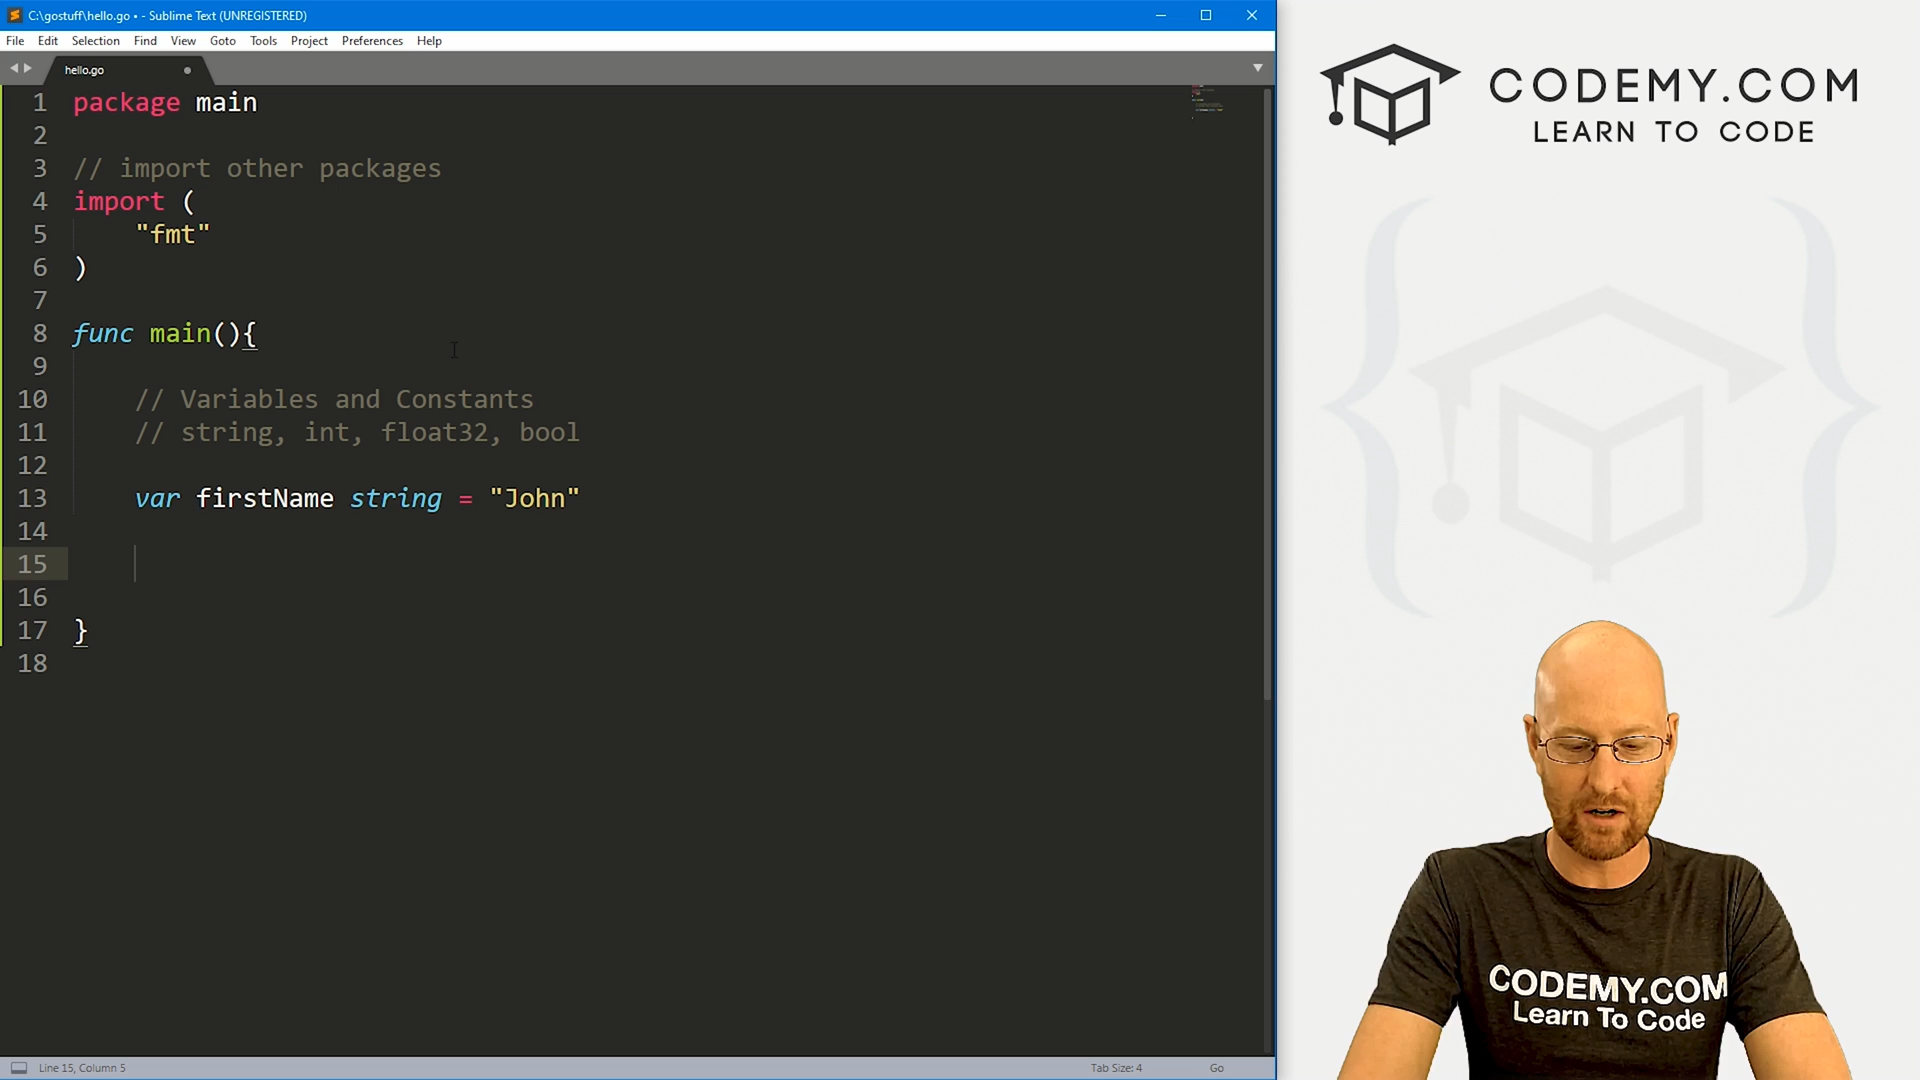 C:\gostuff\hello.go • - Sublime Text (UNREGISTERED)
File Edit Selection Find View Goto Tools Project Preferences Help
hello.go
1 package main
2
3 // import other packages
4 import (
5 "fmt"
6 )
7
8 func main(){
9
10 // Variables and Constants
11 // string, int, float32, bool
12
13 var firstName string = "John"
14
15
16
17 }
18
Line 15, Column 5
Tab Size: 4
Go
CODEMY.COM
LEARN TO CODE
CODEMY.COM
Learn To Code